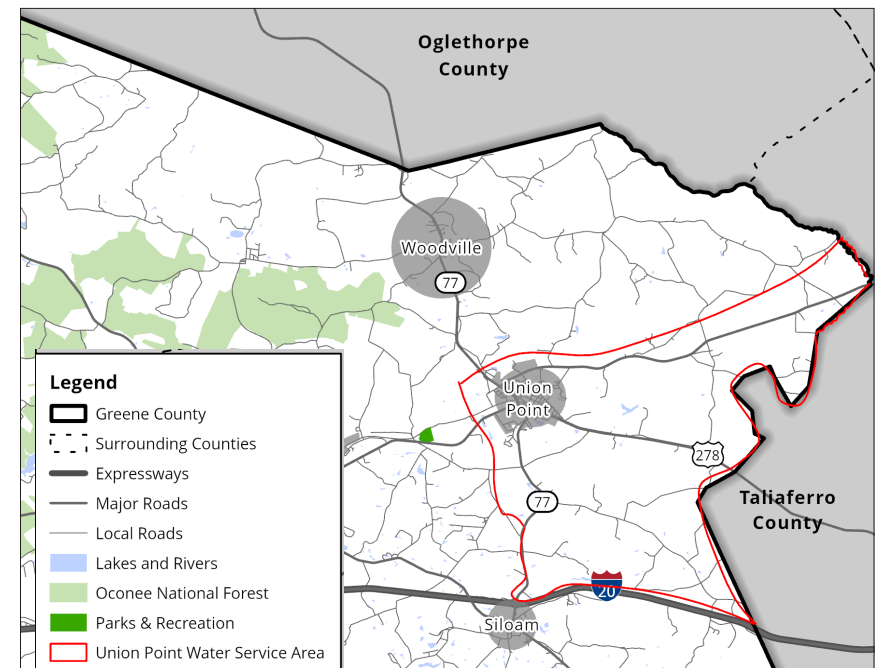 Oglethorpe
County
Woodville
77
Union
Point
278
77
Taliaferro
County
20
Siloam
Legend
Greene County
Surrounding Counties
Expressways
Major Roads
Local Roads
Lakes and Rivers
Oconee National Forest
Parks & Recreation
Union Point Water Service Area